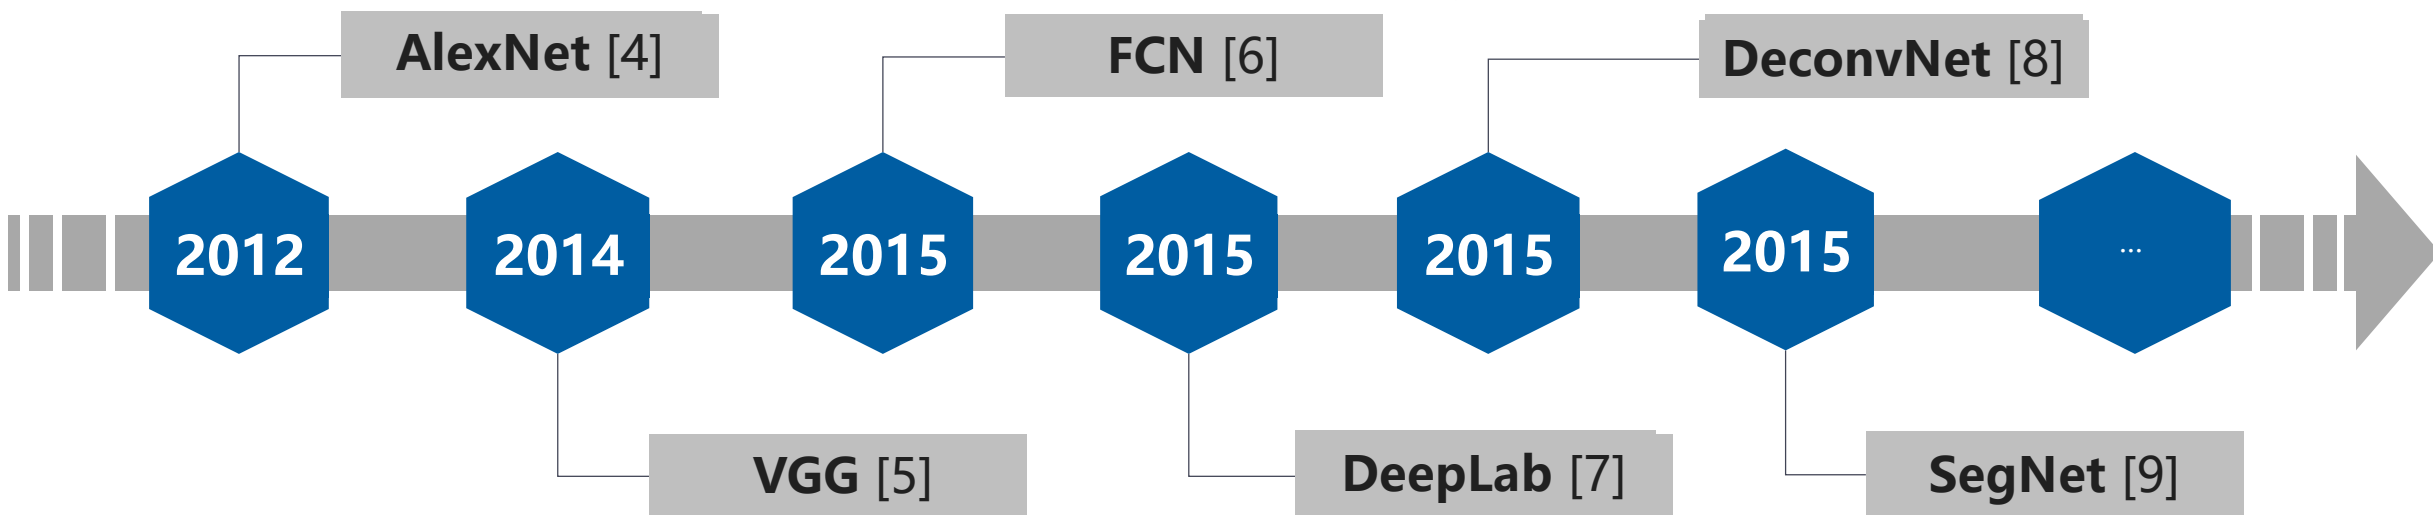 AlexNet [4]
FCN [6]
DeconvNet [8]
2012
2014
2015
2015
2015
2015
...
VGG [5]
DeepLab [7]
SegNet [9]